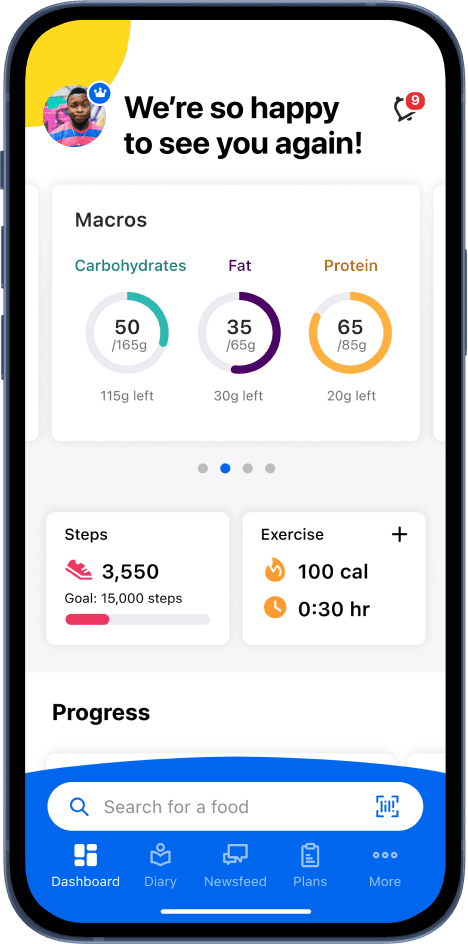 We're so happy
to see you again!
9
Macros
Carbohydrates Fat Protein
50 35 65
/165g /65g /85g
115g left 30g left 20g left
Steps
3,550
Goal: 15,000 steps
Exercise +
100 cal
0:30 hr
Progress
Search for a food
Dashboard Diary Newsfeed Plans More